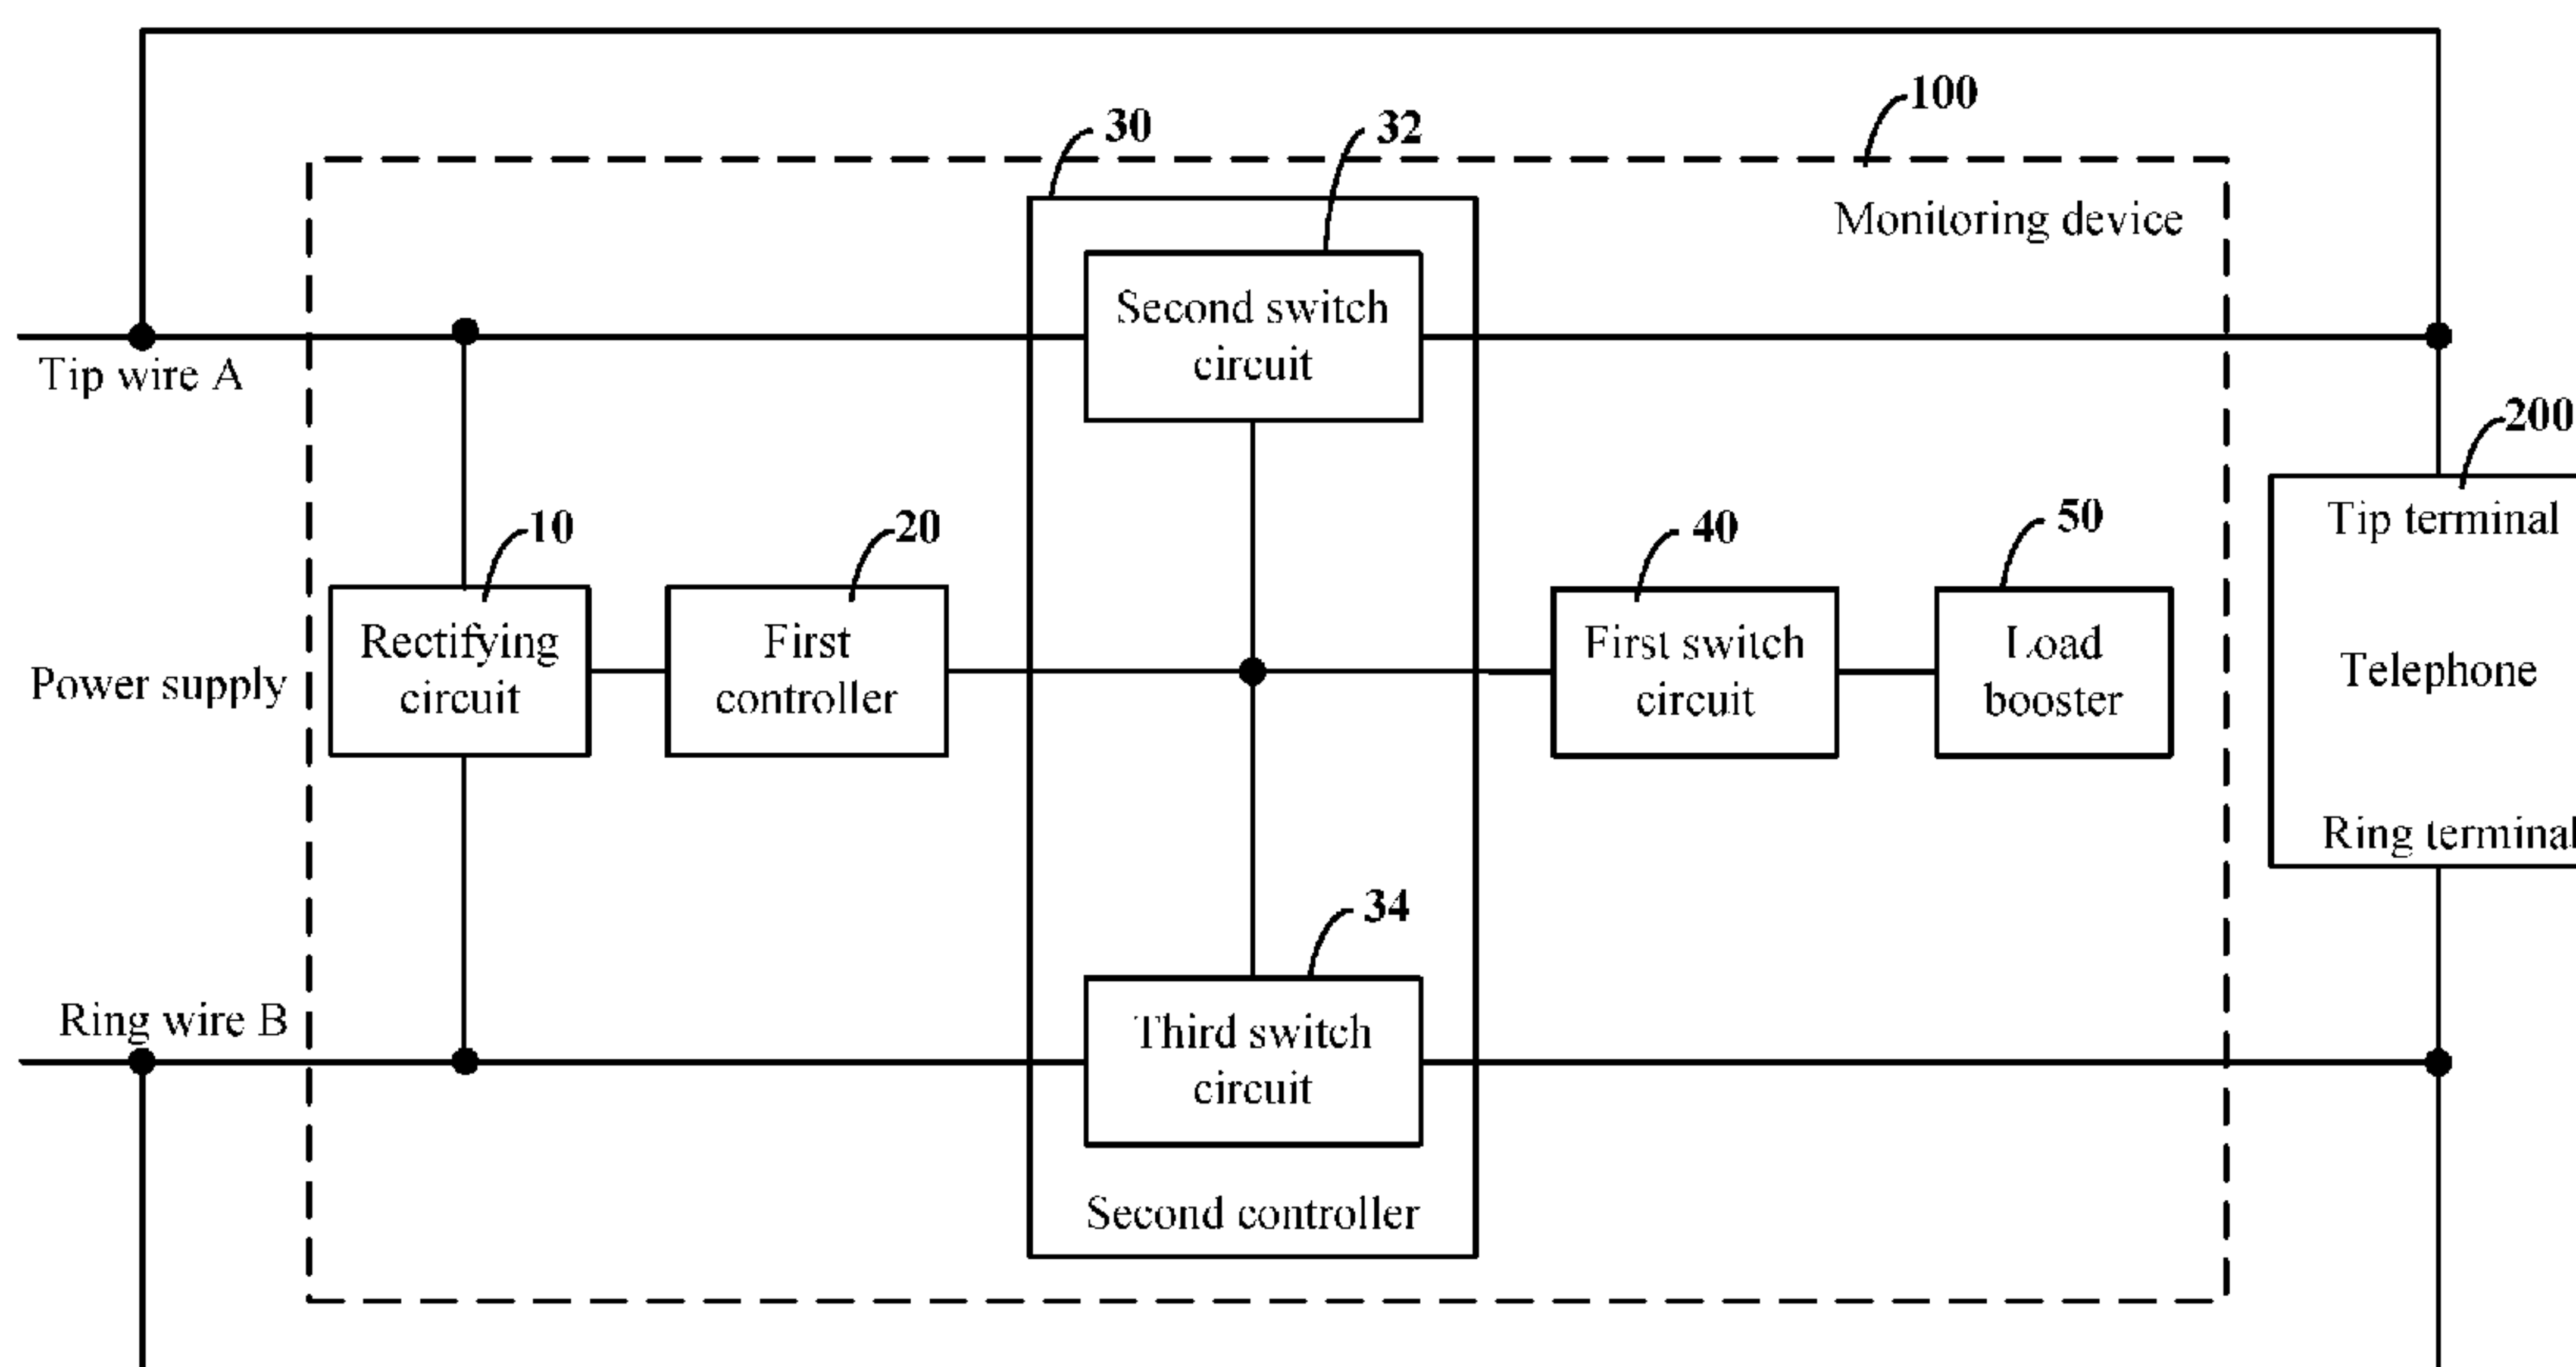 100
30
32
Monitoring device
Second switch
circuit
Tip wire A
200
10
20
40
50
Tip terminal
Rectifying
circuit
First
controller
First switch
circuit
Load
booster
Power supply
Telephone
Ring terminal
34
Ring wire B
Third switch
circuit
Second controller